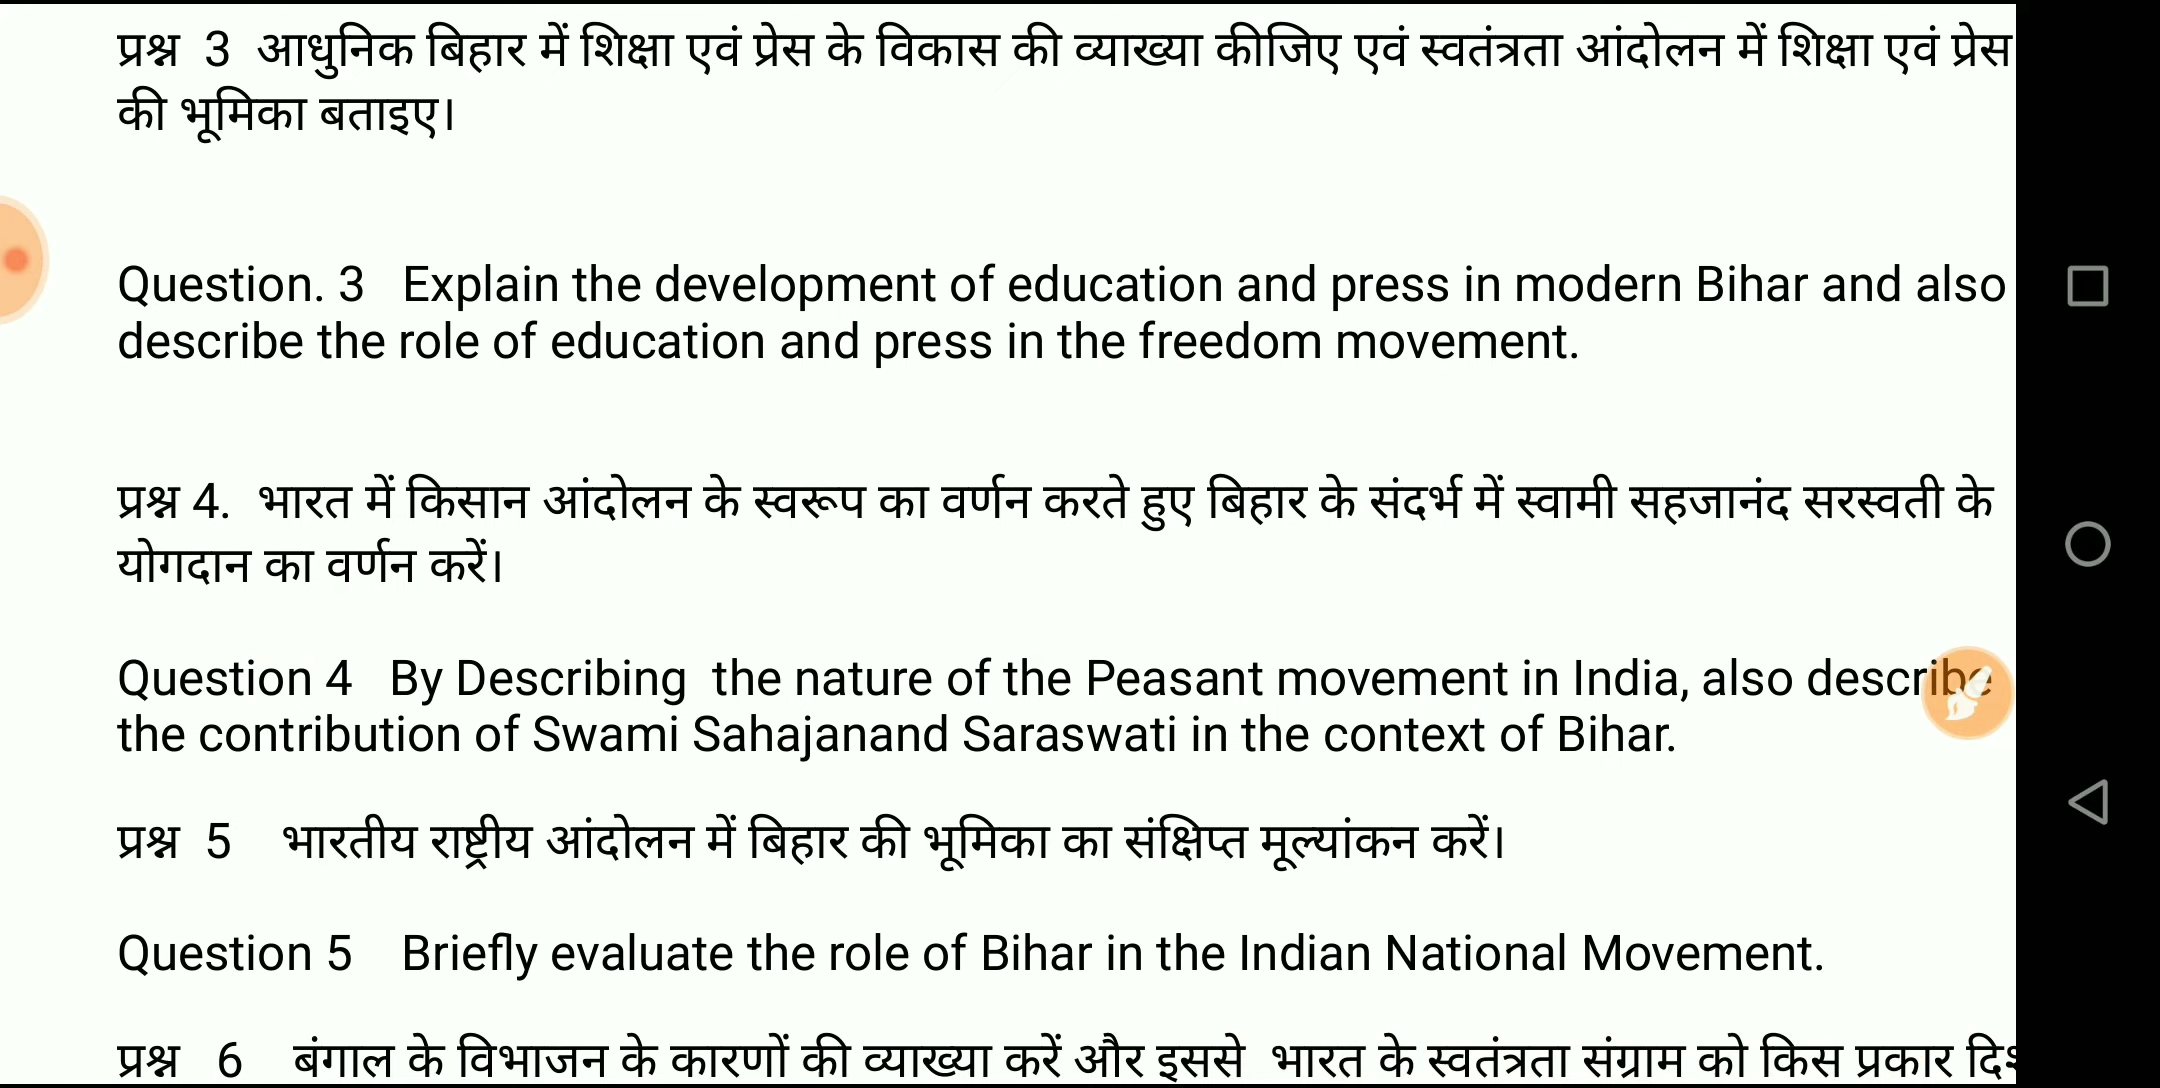 प्रश्न 3 आधुनिक बिहार में शिक्षा एवं प्रेस के विकास की व्याख्या कीजिए एवं स्वतंत्रता आंदोलन में शिक्षा एवं प्रेस
की भूमिका बताइए।
Question. 3 Explain the development of education and press in modern Bihar and also
describe the role of education and press in the freedom movement.
प्रश्न 4. भारत में किसान आंदोलन के स्वरूप का वर्णन करते हुए बिहार के संदर्भ में स्वामी सहजानंद सरस्वती के
योगदान का वर्णन करें।
Question 4 By Describing the nature of the Peasant movement in India, also describe
the contribution of Swami Sahajanand Saraswati in the context of Bihar.
प्रश्न 5 भारतीय राष्ट्रीय आंदोलन में बिहार की भूमिका का संक्षिप्त मूल्यांकन करें।
Question 5 Briefly evaluate the role of Bihar in the Indian National Movement.
प्रश्न 6 बंगाल के विभाजन के कारणों की व्याख्या करें और इससे भारत के स्वतंत्रता संग्राम को किस प्रकार